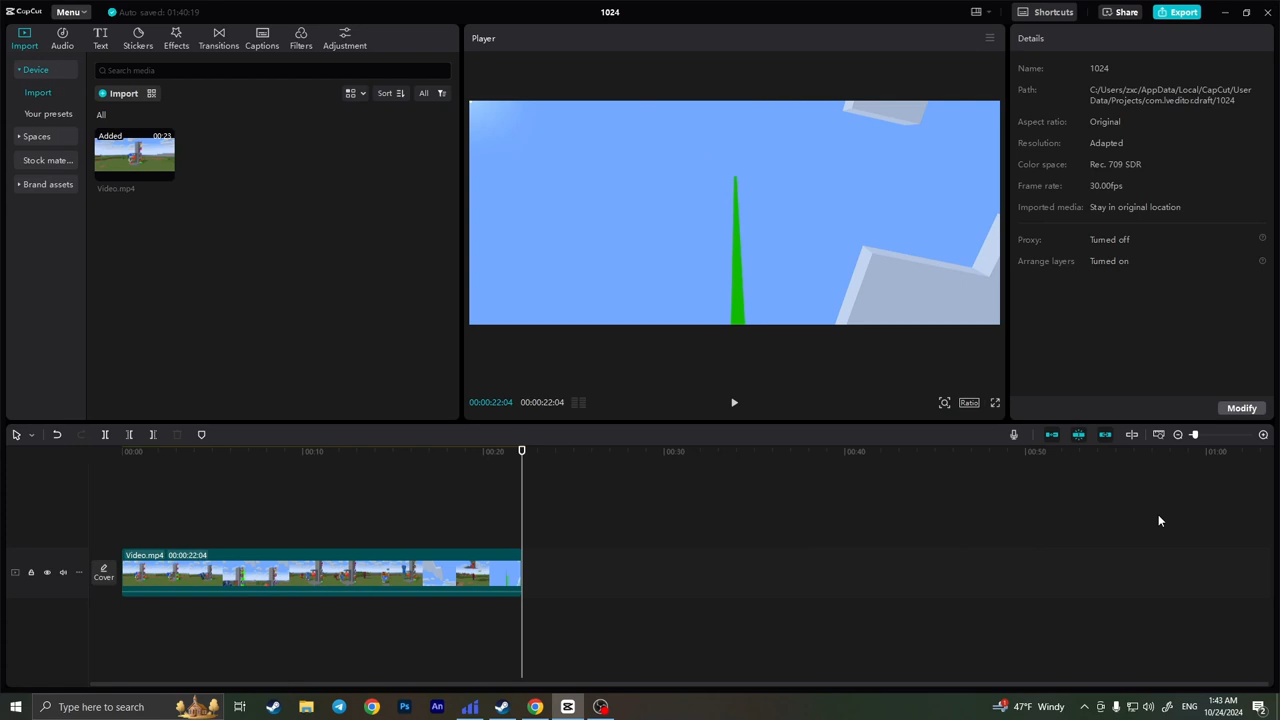 CapCut
Menu
Auto saved: 01:40:19
1024
Shortcuts
Share
Export
Import
Audio
Text
Stickers
Effects
Transitions
Captions
Filters
Adjustment
Player
Details
Device
Import
Your presets
Spaces
Stock mate...
Brand assets
Search media
Import
Sort
All
All
Added
00:23
Video.mp4
Name:
1024
Path:
C:/Users/zxc/AppData/Local/CapCut/User
Data/Projects/com.lveditor.draft/1024
Aspect ratio:
Original
Resolution:
Adapted
Color space:
Rec. 709 SDR
Frame rate:
30.00fps
Imported media:
Stay in original location
Proxy:
Turned off
Arrange layers
Turned on
00:00:22:04
00:00:22:04
Ratio
Modify
00:00
00:10
00:20
00:30
00:40
00:50
01:00
Video.mp4 00:00:22:04
Cover
Type here to search
Ps
An
47°F Windy
ENG
1:43 AM
10/24/2024
2